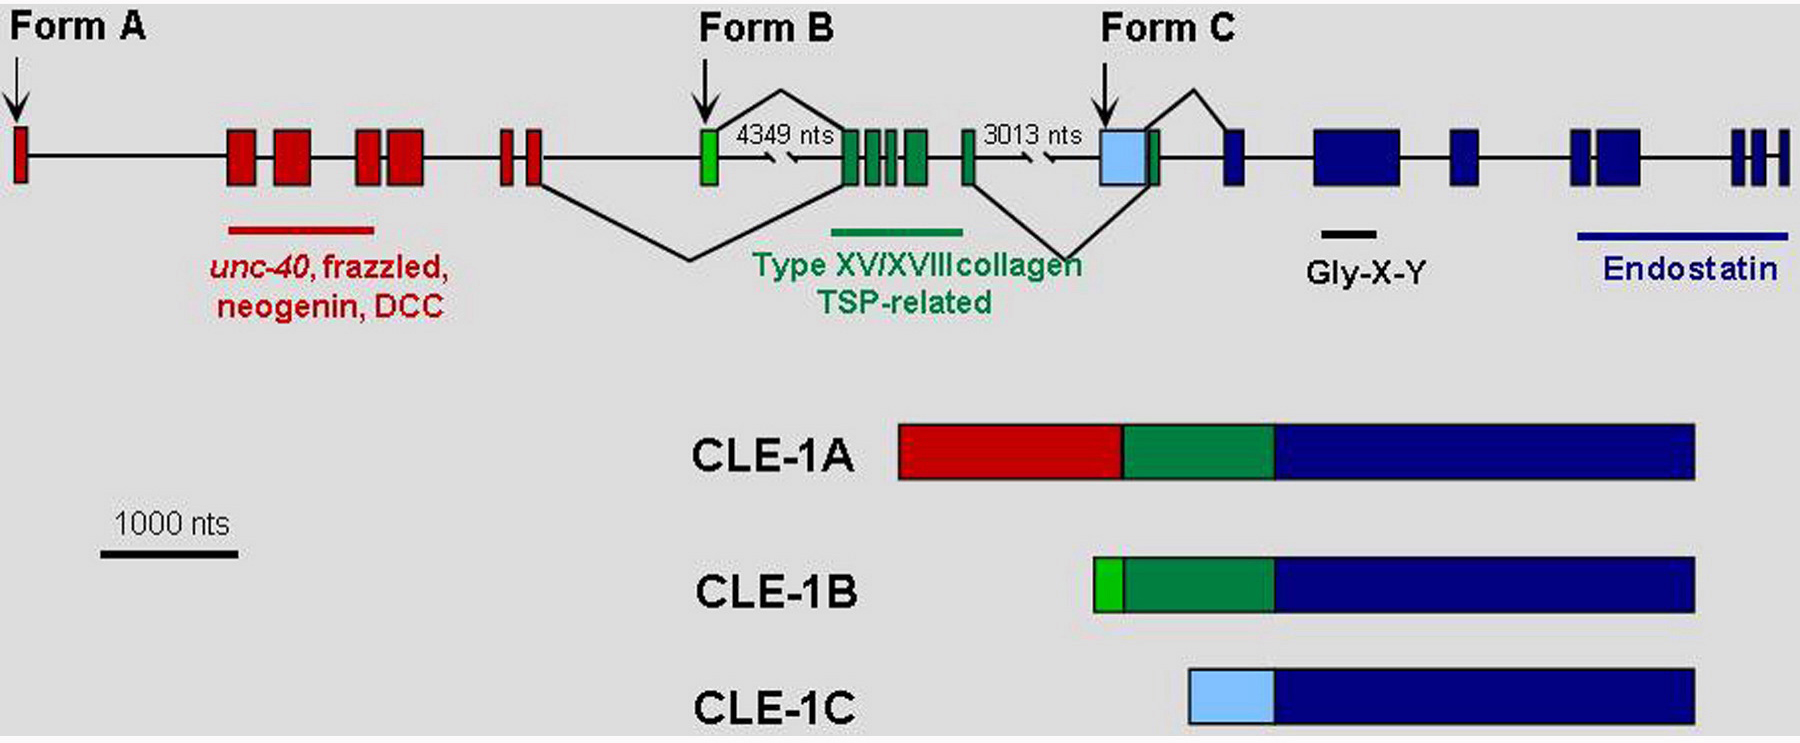 Form A
Form B
Form C
4349 nts
3013 nts
unc-40, frazzled,
neogenin, DCC
Type XV/XVIII collagen
TSP-related
Gly-X-Y
Endostatin
CLE-1A
1000 nts
CLE-1B
CLE-1C